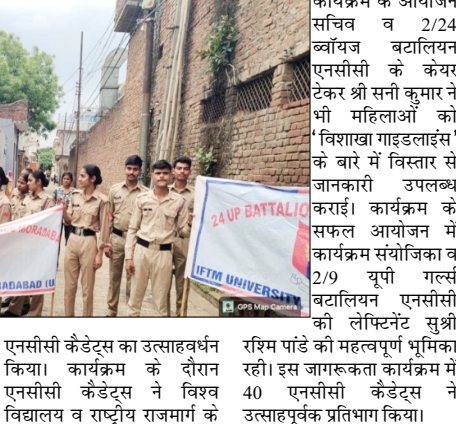 कार्यक्रम के आयोजन
सचिव व 2/24
ब्वॉयज बटालियन
एनसीसी के केयर
टेकर श्री सनी कुमार ने
भी महिलाओं को
'विशाखा गाइडलाइंस'
के बारे में विस्तार से
जानकारी उपलब्ध
कराई। कार्यक्रम के
सफल आयोजन में
कार्यक्रम संयोजिका व
2/9 यूपी गर्ल्स
बटालियन एनसीसी
की लेफ्टिनेंट सुश्री
रश्मि पांडे की महत्वपूर्ण भूमिका
रही। इस जागरूकता कार्यक्रम में
40 एनसीसी कैडेट्स ने
उत्साहपूर्वक प्रतिभाग किया।
एनसीसी कैडेट्स का उत्साहवर्धन
किया। कार्यक्रम के दौरान
एनसीसी कैडेट्स ने विश्व
विद्यालय व राष्ट्रीय राजमार्ग के
24 UP BATTALIO
IFTM UNIVERSITY
GPS Map Camera
MORADABA
RADABAD (U